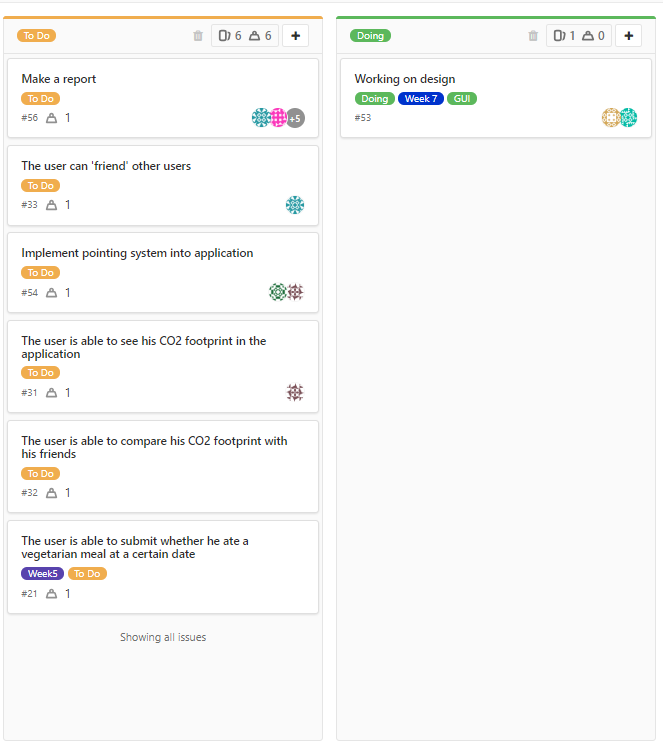 To Do 6 6 +
Make a report
To Do
#56 1 +5
The user can 'friend' other users
To Do
#33 1
Implement pointing system into application
To Do
#54 1
The user is able to see his CO2 footprint in the
application
To Do
#31 1
The user is able to compare his CO2 footprint with
his friends
To Do
#32 1
The user is able to submit whether he ate a
vegetarian meal at a certain date
Week5 To Do
#21 1
Showing all issues
Doing 1 0 +
Working on design
Doing Week 7 GUI
#53